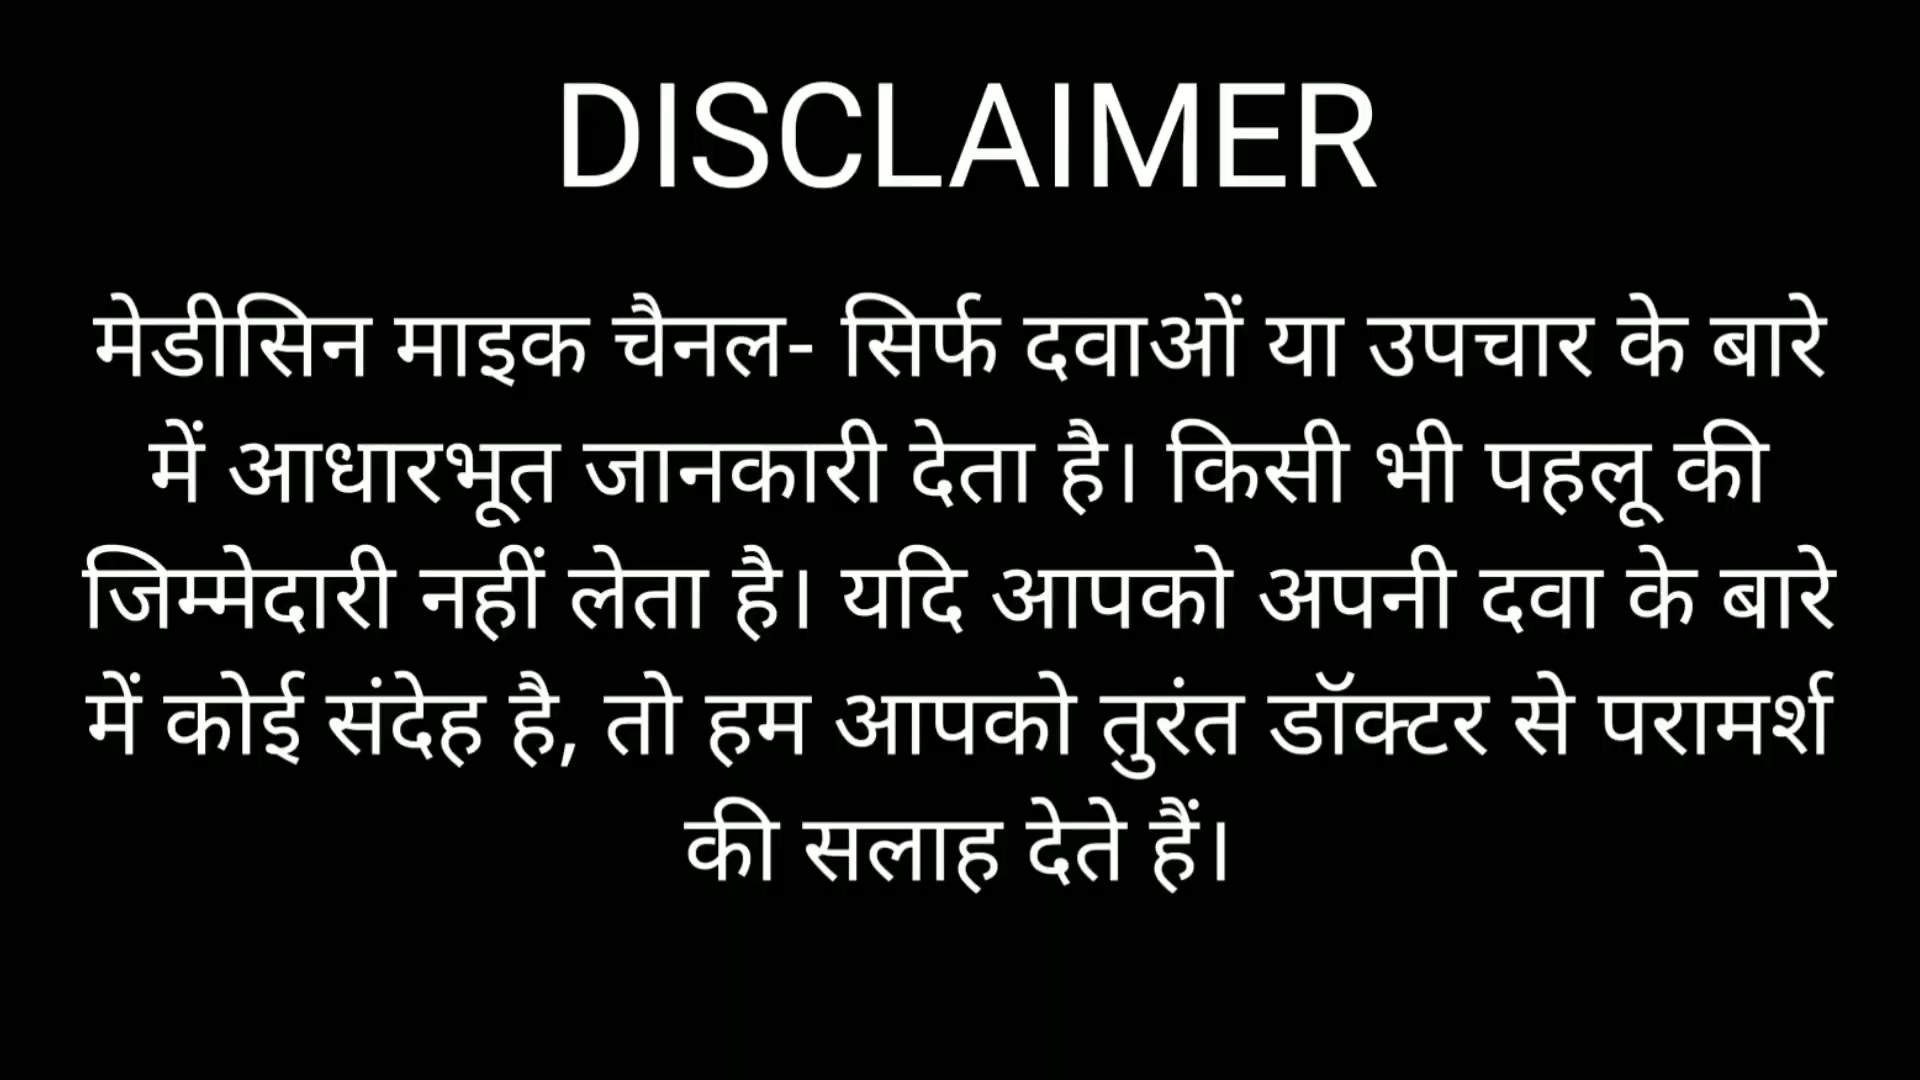 DISCLAIMER
मेडीसिन माइक चैनल- सिर्फ दवाओं या उपचार के बारे
में आधारभूत जानकारी देता है। किसी भी पहलू की
जिम्मेदारी नहीं लेता है। यदि आपको अपनी दवा के बारे
में कोई संदेह है, तो हम आपको तुरंत डॉक्टर से परामर्श
की सलाह देते हैं।